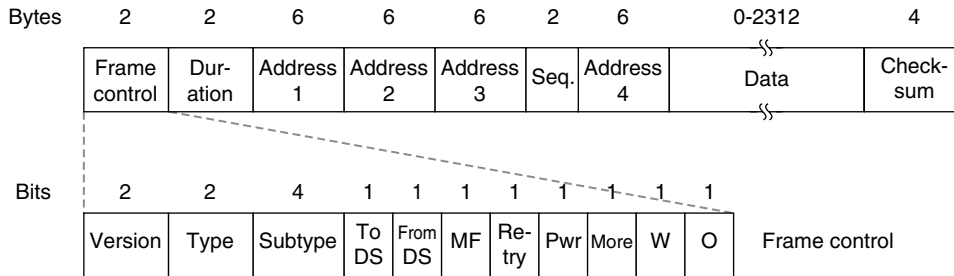 Bytes 2 2 6 6 6 2 6 0-2312 4
Frame control Dur- ation Address 1 Address 2 Address 3 Seq. Address 4 Data Check- sum
Bits 2 2 4 1 1 1 1 1 1 1 1
Version Type Subtype To DS From DS MF Re- try Pwr More W O Frame control